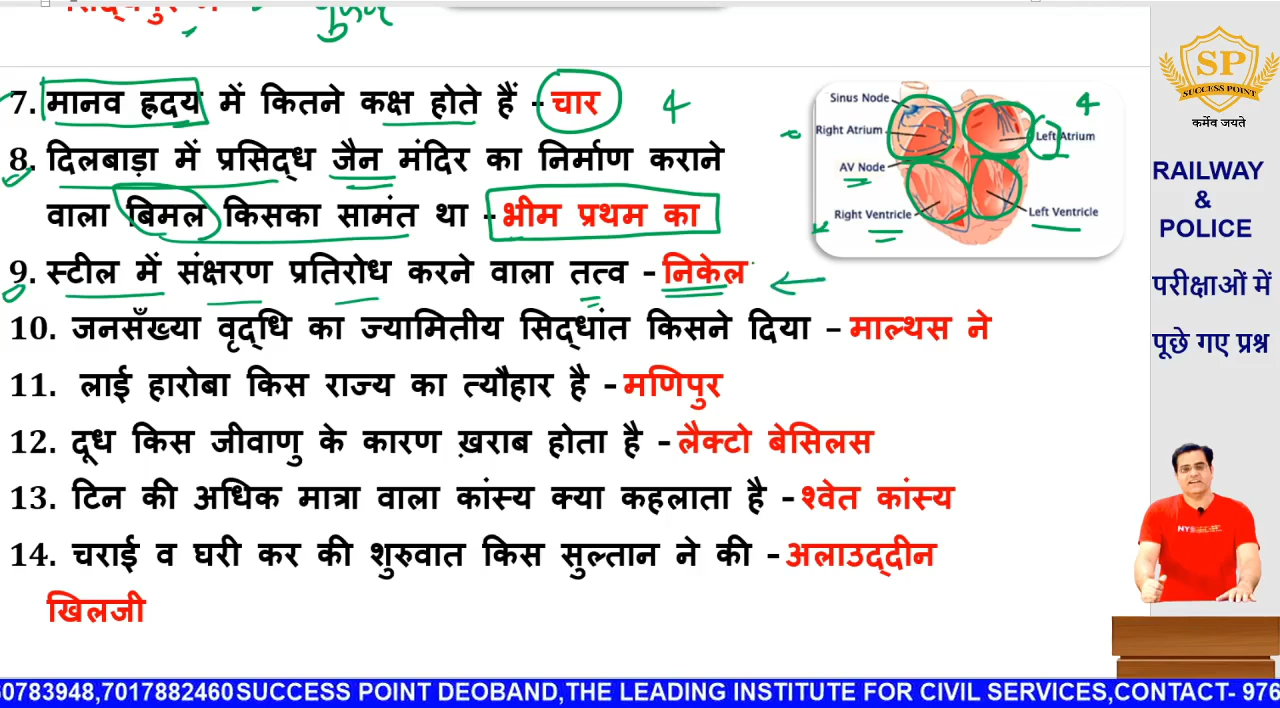 7. मानव ह्रदय में कितने कक्ष होते हैं - चार 4
8. दिलबाड़ा में प्रसिद्ध जैन मंदिर का निर्माण कराने
वाला बिमल किसका सामंत था - भीम प्रथम का
9. स्टील में संक्षरण प्रतिरोध करने वाला तत्व - निकेल
10. जनसँख्या वृद्धि का ज्यामितीय सिद्धांत किसने दिया – माल्थस ने
11. लाई हारोबा किस राज्य का त्यौहार है - मणिपुर
12. दूध किस जीवाणु के कारण ख़राब होता है - लैक्टो बेसिलस
13. टिन की अधिक मात्रा वाला कांस्य क्या कहलाता है - श्वेत कांस्य
14. चराई व घरी कर की शुरुवात किस सुल्तान ने की - अलाउद्दीन
खिलजी
Sinus Node
4
Right Atrium
Left Atrium
AV Node
Right Ventricle
Left Ventricle
SP
SUCCESS POINT
कर्मेव जयते
RAILWAY
&
POLICE
परीक्षाओं में
पूछे गए प्रश्न
60783948,7017882460 SUCCESS POINT DEOBAND,THE LEADING INSTITUTE FOR CIVIL SERVICES,CONTACT- 976